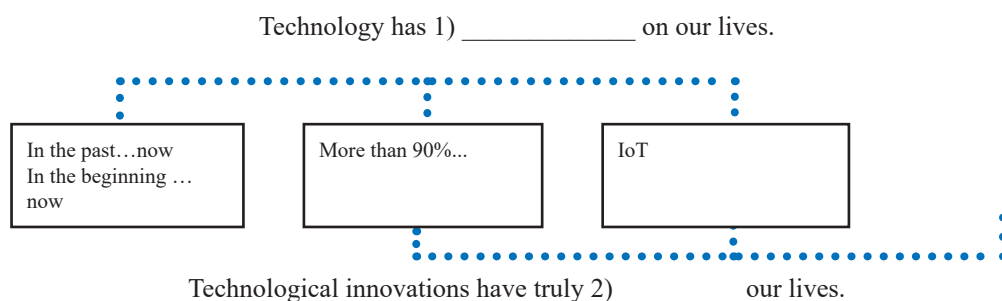 Technology has 1) _____________ on our lives.
In the past…now
In the beginning …
now
More than 90%...
IoT
Technological innovations have truly 2) our lives.